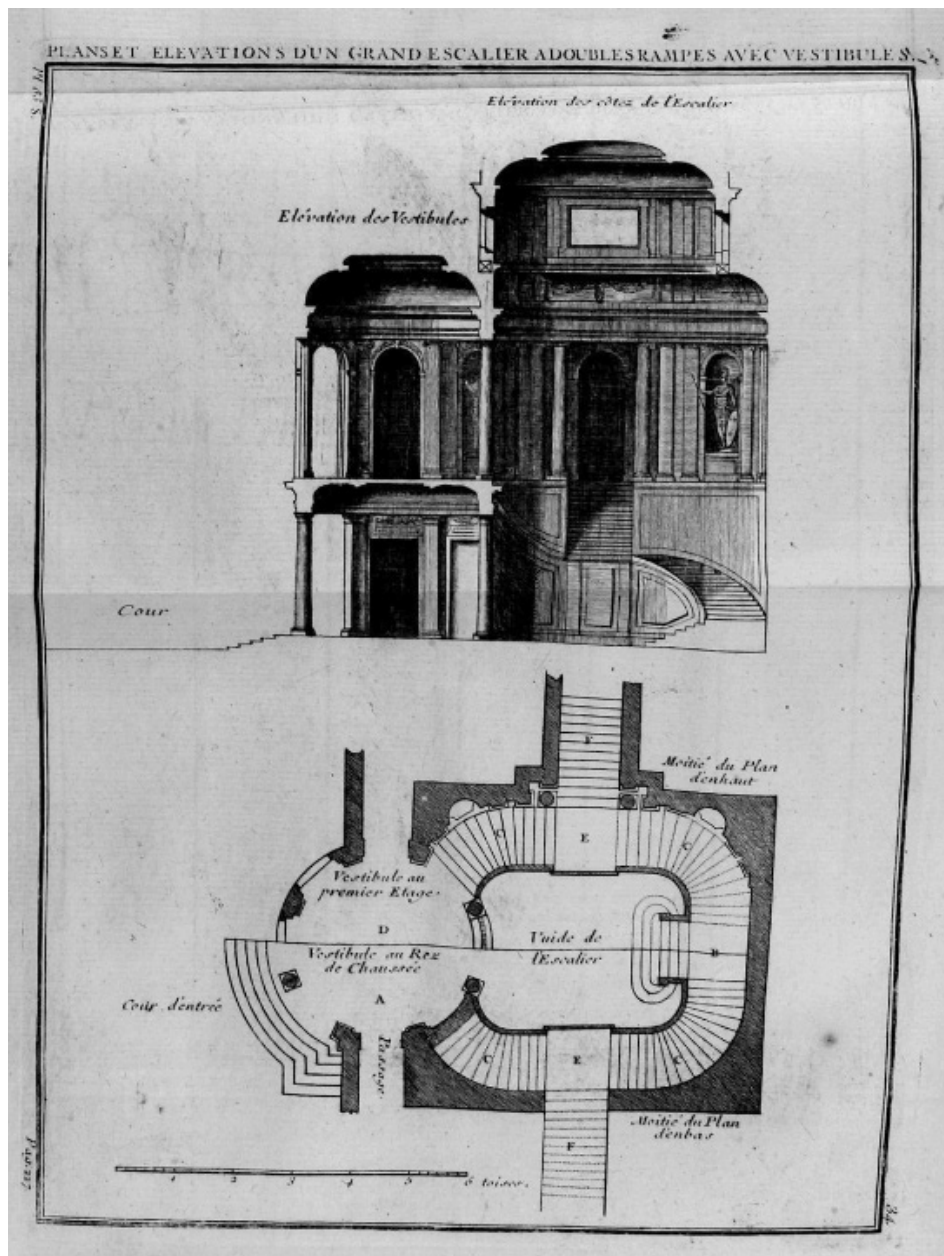 PLANS ET ELEVATIONS D'UN GRAND ESCALIER A DOUBLES RAMPES AVEC VESTIBULES.
Elévation des côtez de l'Escalier
Elévation des Vestibules
Cour
F
Moitié du Plan
d'enhaut
C
E
C
Vestibule au
premier Etage.
D
Vestibule au Rez
de Chaussée
Vuide de
l'Escalier
B
Cour d'entrée
A
Passage
C
E
C
Moitié du Plan
d'enbas
F
1 2 3 4 5 6 toises.